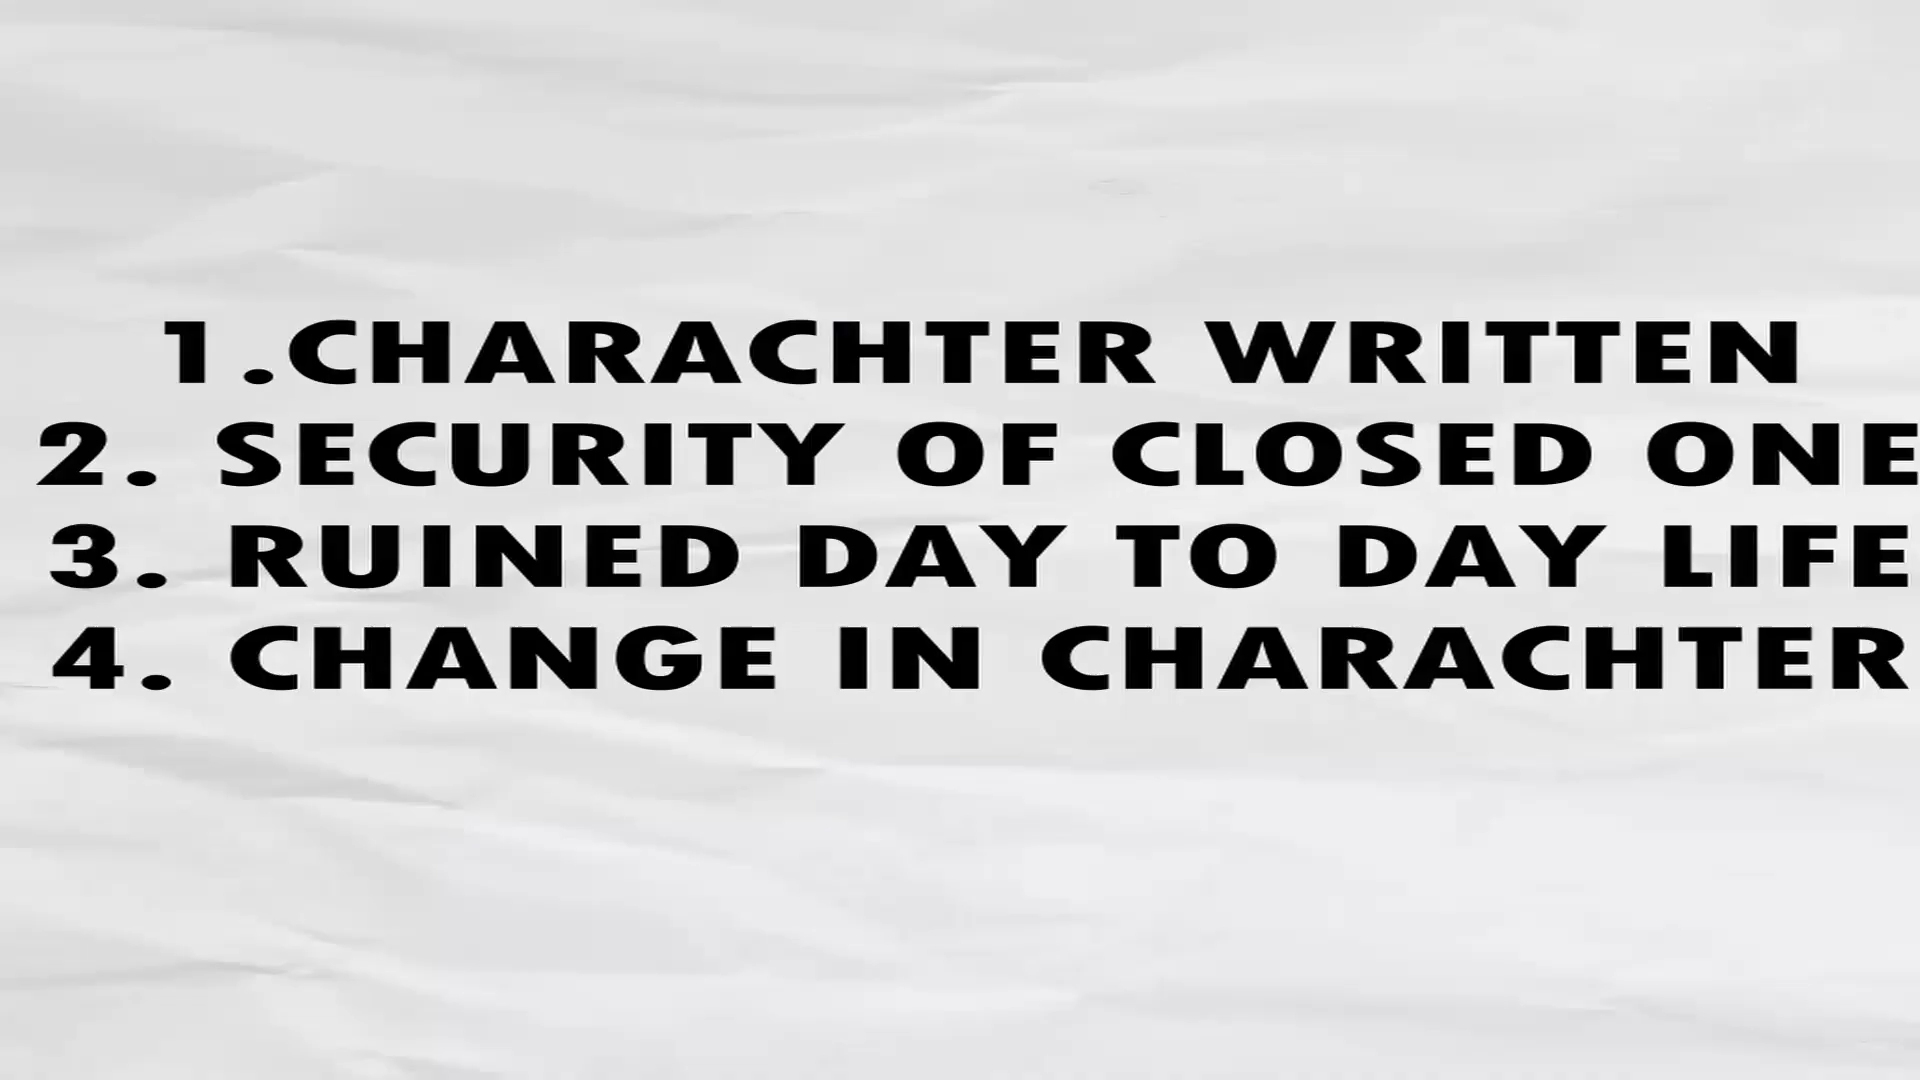 1.CHARACHTER WRITTEN
2. SECURITY OF CLOSED ONE
3. RUINED DAY TO DAY LIFE
4. CHANGE IN CHARACHTER